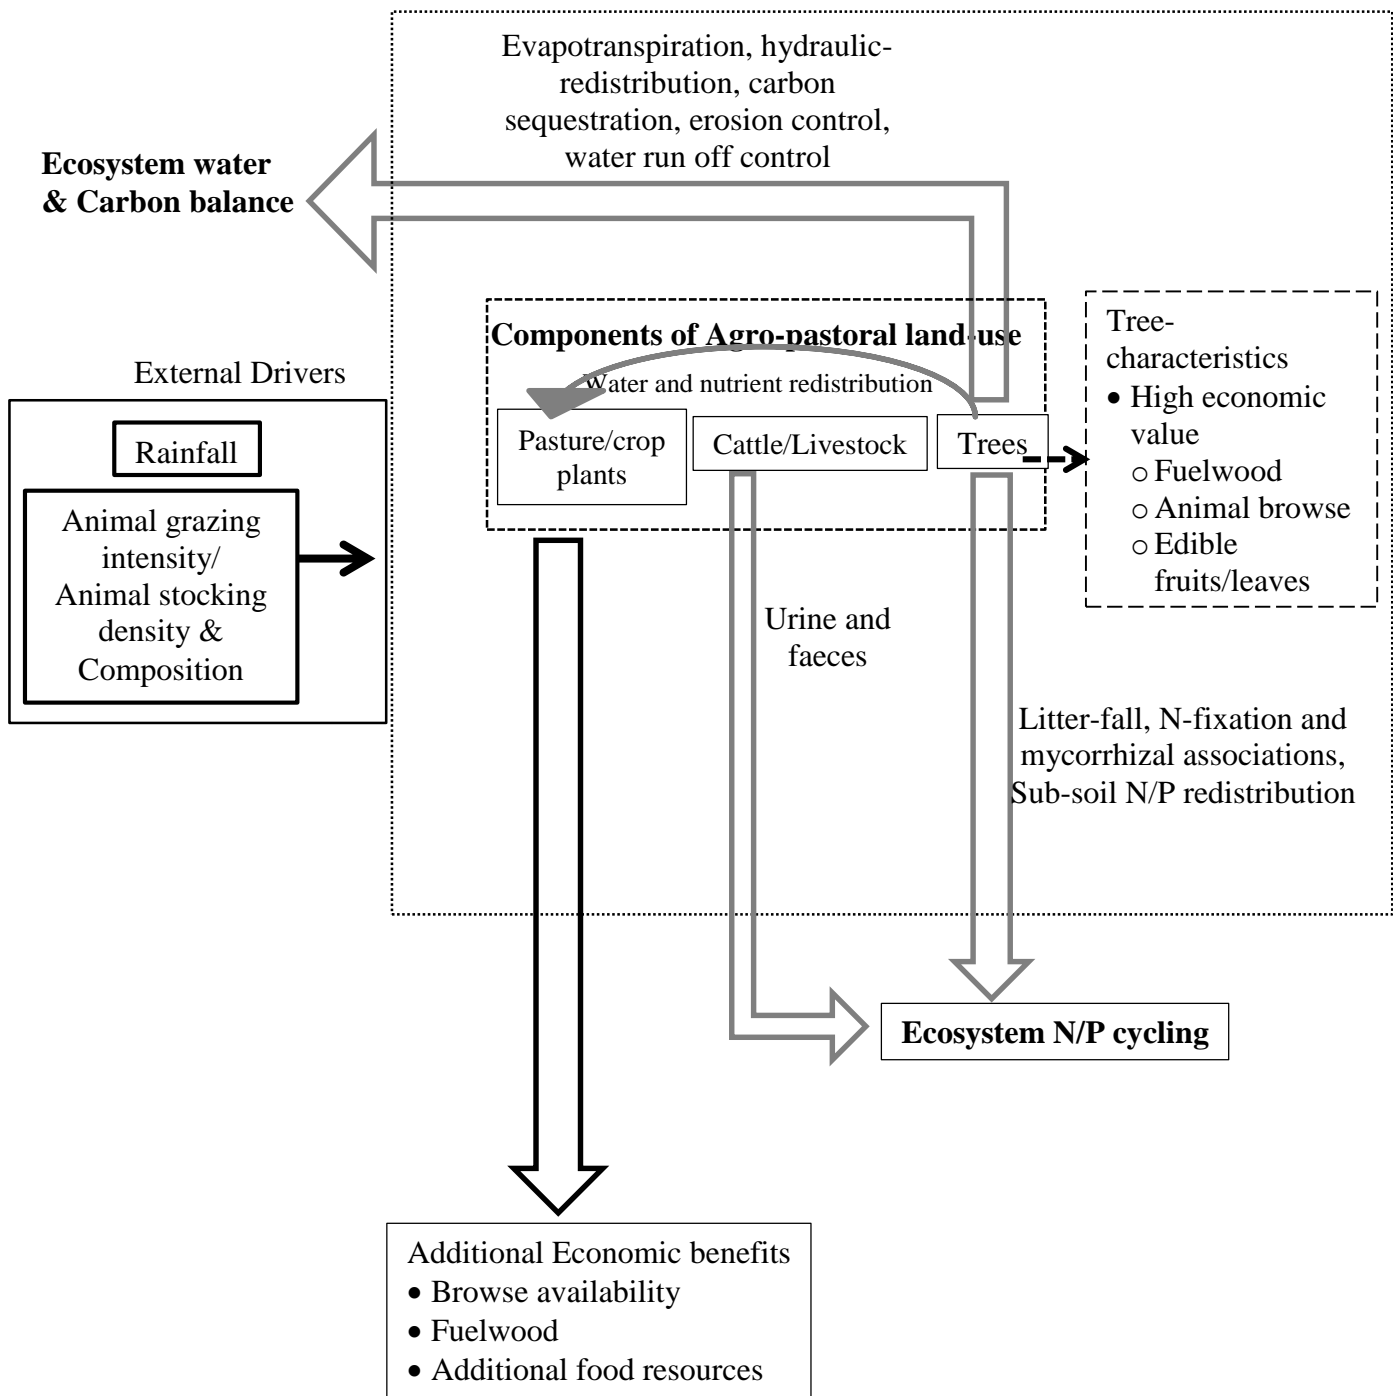 Evapotranspiration, hydraulic-
redistribution, carbon
sequestration, erosion control,
water run off control
Ecosystem water
& Carbon balance
Components of Agro-pastoral land-use
Water and nutrient redistribution
Pasture/crop
plants
Cattle/Livestock
Trees
Tree-
characteristics
• High economic
value
o Fuelwood
o Animal browse
o Edible
fruits/leaves
External Drivers
Rainfall
Animal grazing
intensity/
Animal stocking
density &
Composition
Urine and
faeces
Litter-fall, N-fixation and
mycorrhizal associations,
Sub-soil N/P redistribution
Ecosystem N/P cycling
Additional Economic benefits
• Browse availability
• Fuelwood
• Additional food resources